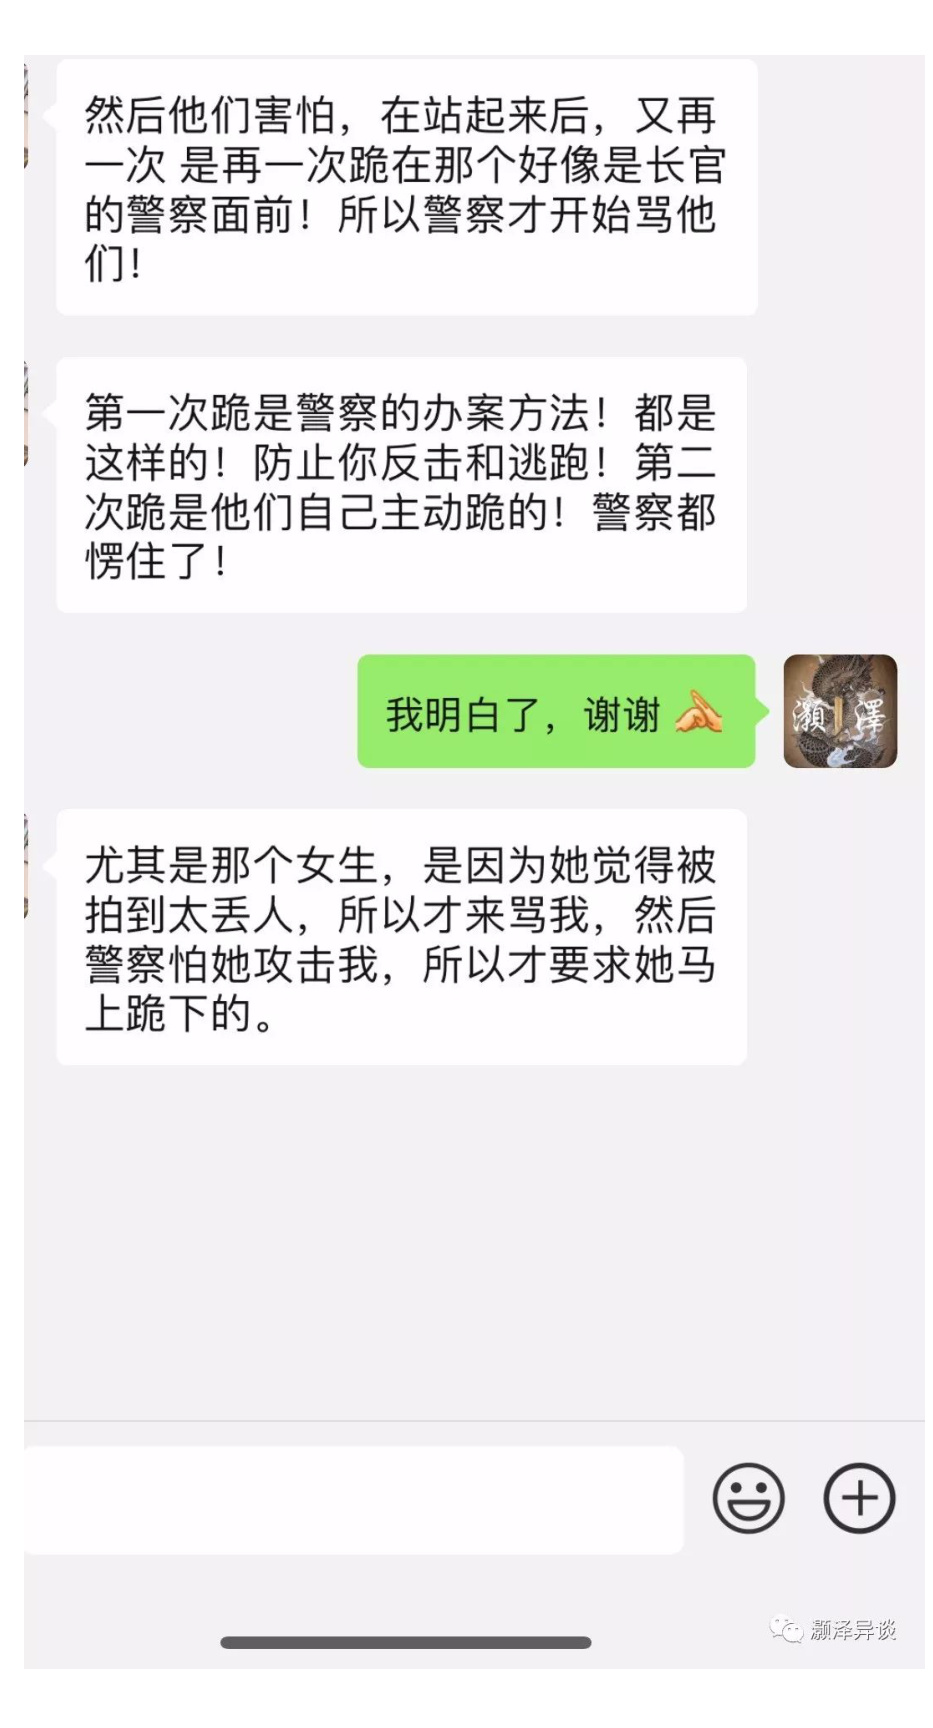 然后他们害怕，在站起来后，又再
一次 是再一次跪在那个好像是长官
的警察面前！所以警察才开始骂他
们！
第一次跪是警察的办案方法！都是
这样的！防止你反击和逃跑！第二
次跪是他们自己主动跪的！警察都
愣住了！
我明白了，谢谢
灏澤
尤其是那个女生，是因为她觉得被
拍到太丢人，所以才来骂我，然后
警察怕她攻击我，所以才要求她马
上跪下的。
灏泽异谈